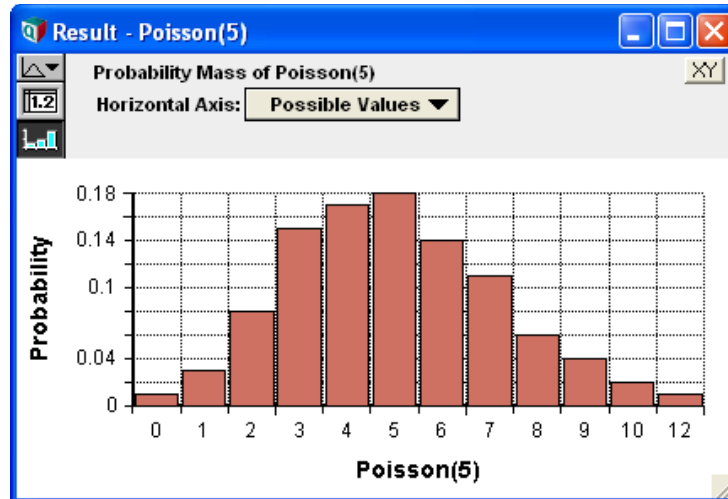 Result - Poisson(5)
Probability Mass of Poisson(5)
XY
1.2
Horizontal Axis: Possible Values
0.18
0.14
0.1
0.04
0
Probability
0 1 2 3 4 5 6 7 8 9 10 12
Poisson(5)